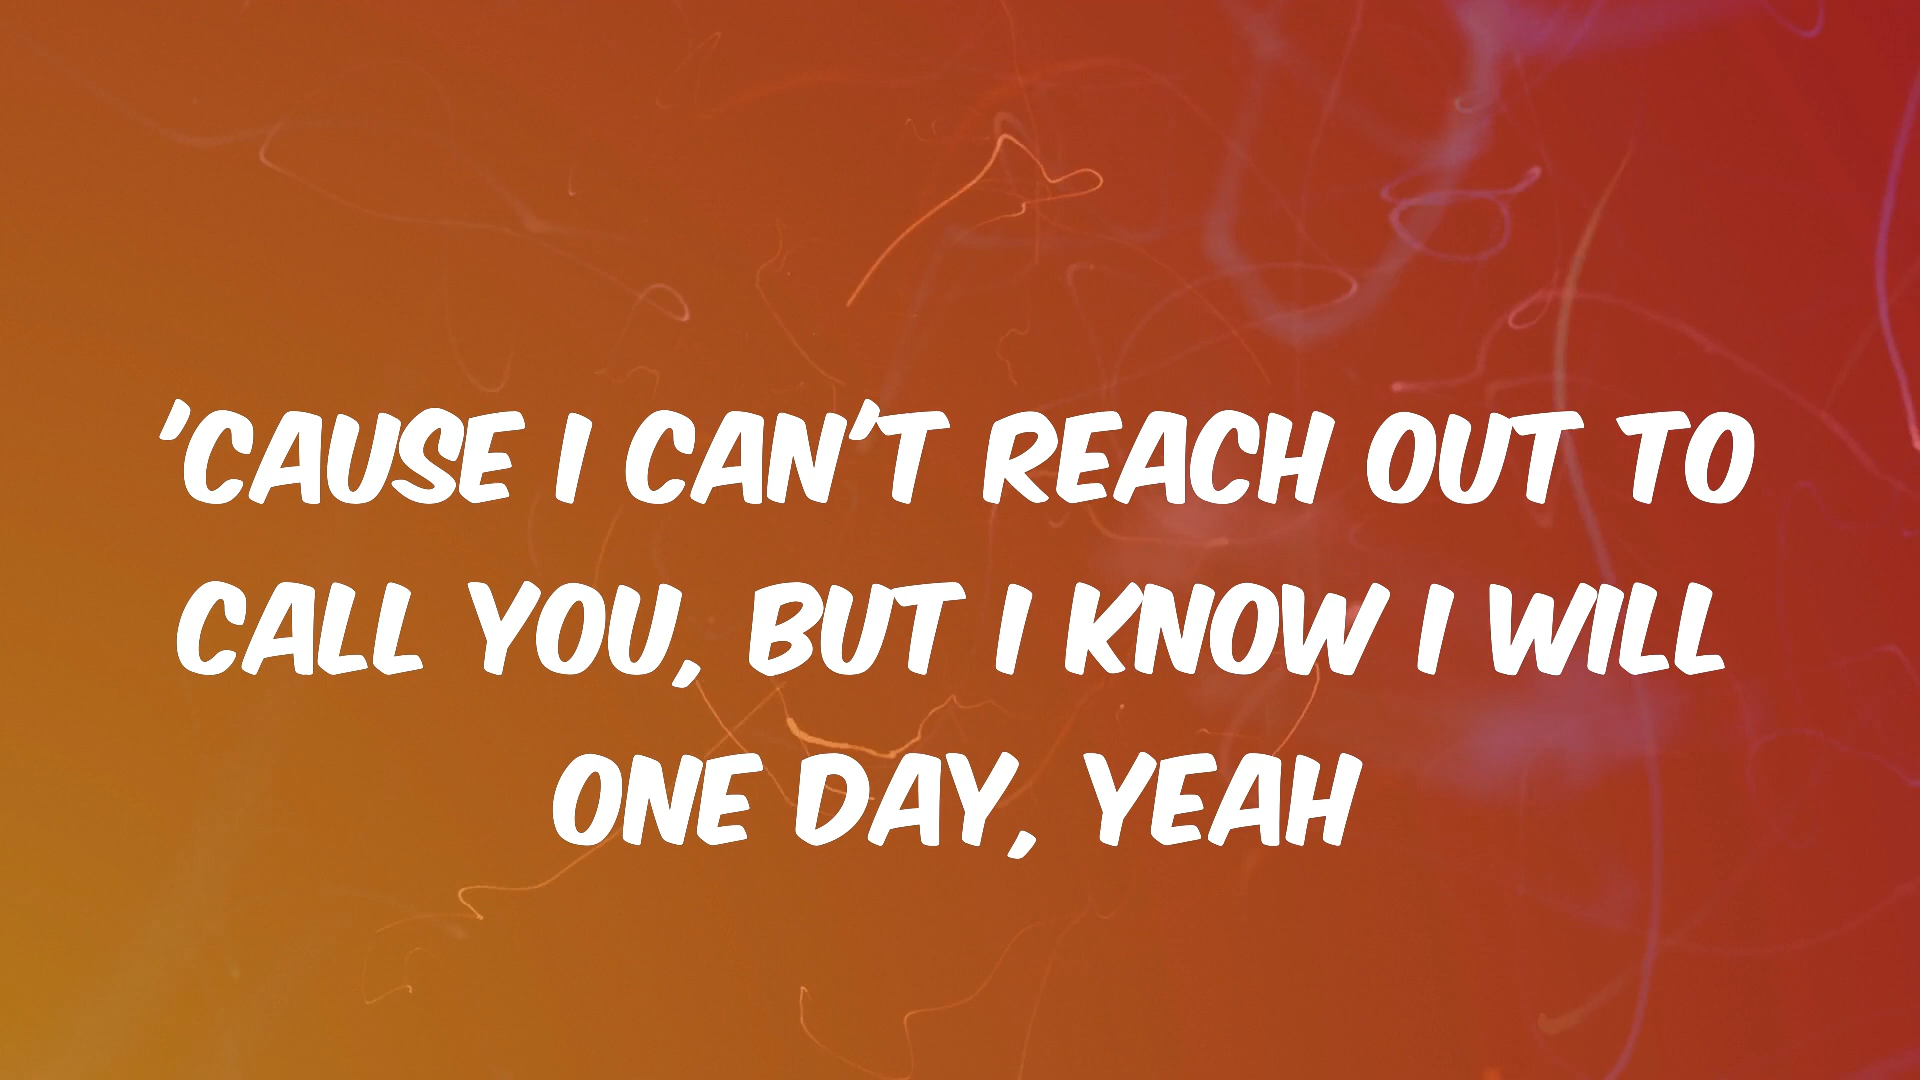 'CAUSE I CAN'T REACH OUT TO
CALL YOU, BUT I KNOW I WILL
ONE DAY, YEAH